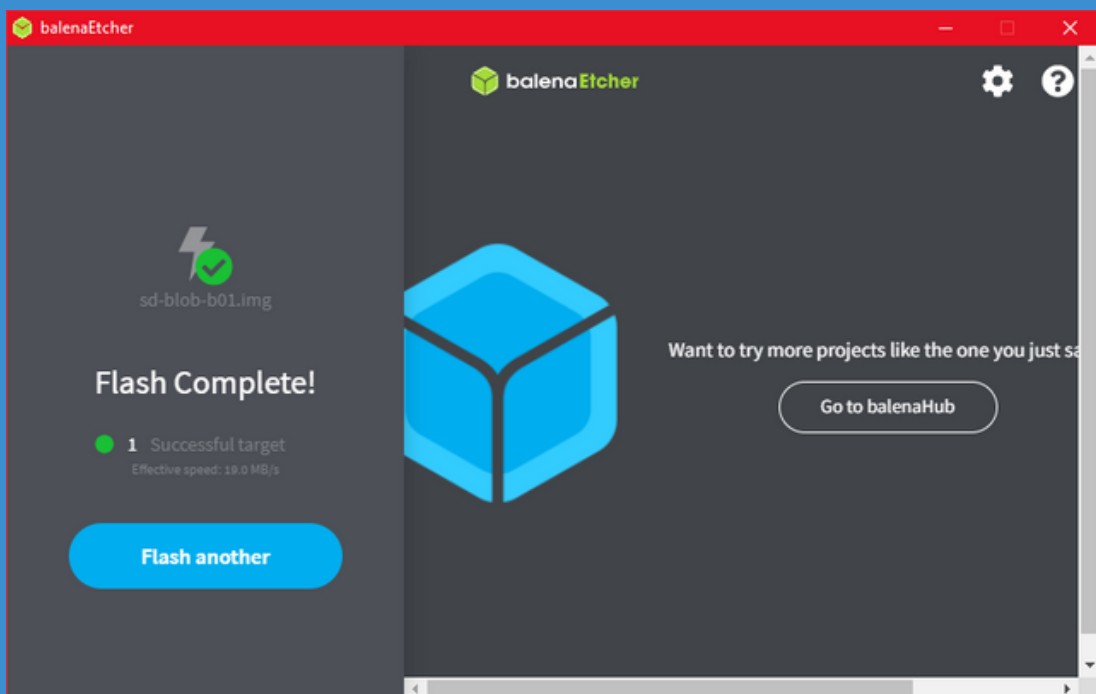 balenaEtcher
balenaEtcher
sd-blob-b01.img
Flash Complete!
1 Successful target
Effective speed: 19.0 MB/s
Flash another
Want to try more projects like the one you just sa
Go to balenaHub